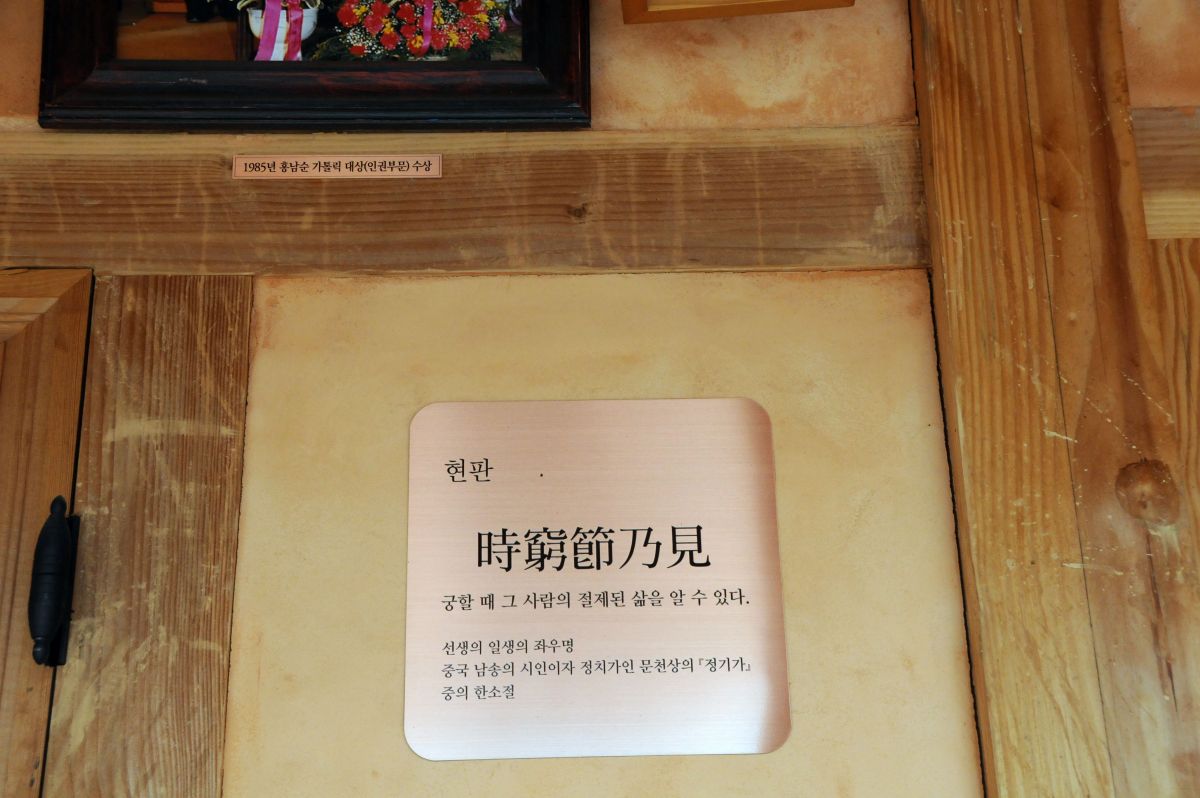 1985년 홍남순 가톨릭 대상(인권부문) 수상
현판
時窮節乃見
궁할 때 그 사람의 절제된 삶을 알 수 있다.
선생의 일생의 좌우명
중국 남송의 시인이자 정치가인 문천상의 『정기가』
중의 한소절